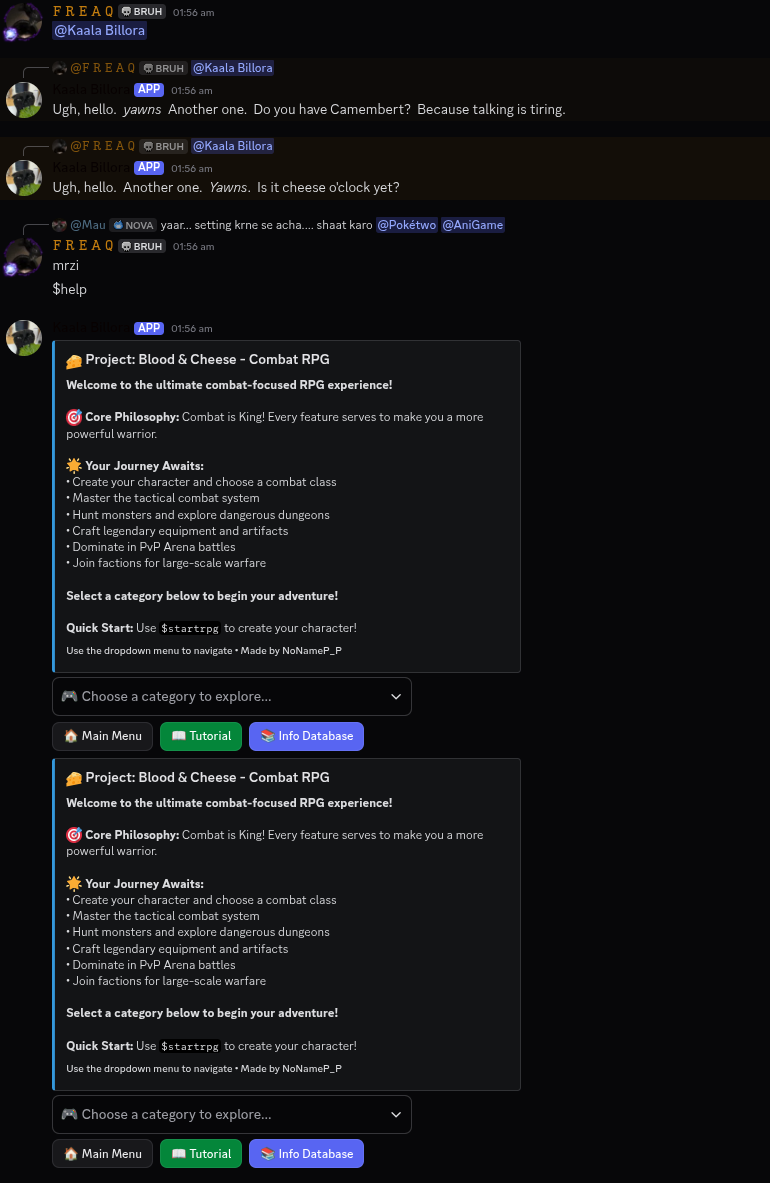 F R E A Q BRUH 01:56 am
@Kaala Billora
@F R E A Q BRUH @Kaala Billora
Kaala Billora APP 01:56 am
Ugh, hello. yawns Another one. Do you have Camembert? Because talking is tiring.
@F R E A Q BRUH @Kaala Billora
Kaala Billora APP 01:56 am
Ugh, hello. Another one. Yawns. Is it cheese o'clock yet?
@Mau NOVA yaar... setting krne se acha.... shaat karo @Pokétwo @AniGame
F R E A Q BRUH 01:56 am
mrzi
$help
Kaala Billora APP 01:56 am
🧀 Project: Blood & Cheese - Combat RPG
Welcome to the ultimate combat-focused RPG experience!
🎯 Core Philosophy: Combat is King! Every feature serves to make you a more
powerful warrior.
🌟 Your Journey Awaits:
• Create your character and choose a combat class
• Master the tactical combat system
• Hunt monsters and explore dangerous dungeons
• Craft legendary equipment and artifacts
• Dominate in PvP Arena battles
• Join factions for large-scale warfare
Select a category below to begin your adventure!
Quick Start: Use $startrpg to create your character!
Use the dropdown menu to navigate • Made by NoNameP_P
🎮 Choose a category to explore...
🏠 Main Menu 📖 Tutorial 📚 Info Database
🧀 Project: Blood & Cheese - Combat RPG
Welcome to the ultimate combat-focused RPG experience!
🎯 Core Philosophy: Combat is King! Every feature serves to make you a more
powerful warrior.
🌟 Your Journey Awaits:
• Create your character and choose a combat class
• Master the tactical combat system
• Hunt monsters and explore dangerous dungeons
• Craft legendary equipment and artifacts
• Dominate in PvP Arena battles
• Join factions for large-scale warfare
Select a category below to begin your adventure!
Quick Start: Use $startrpg to create your character!
Use the dropdown menu to navigate • Made by NoNameP_P
🎮 Choose a category to explore...
🏠 Main Menu 📖 Tutorial 📚 Info Database